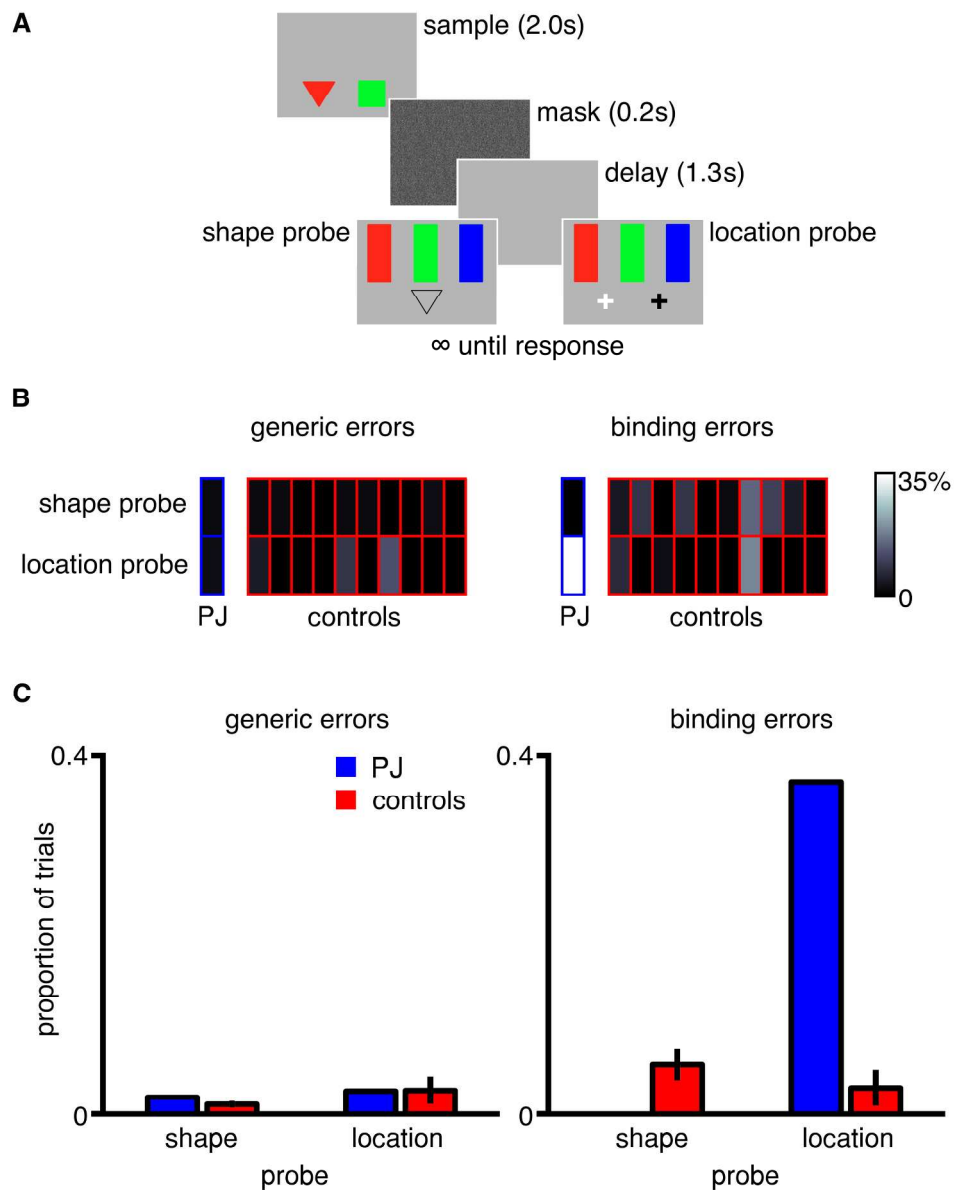 A
sample (2.0s)
mask (0.2s)
delay (1.3s)
shape probe
location probe
∞ until response
B
generic errors
binding errors
shape probe
location probe
35%
0
PJ
controls
PJ
controls
C
generic errors
binding errors
0.4
0.4
PJ
controls
proportion of trials
0
0
shape
location
shape
location
probe
probe